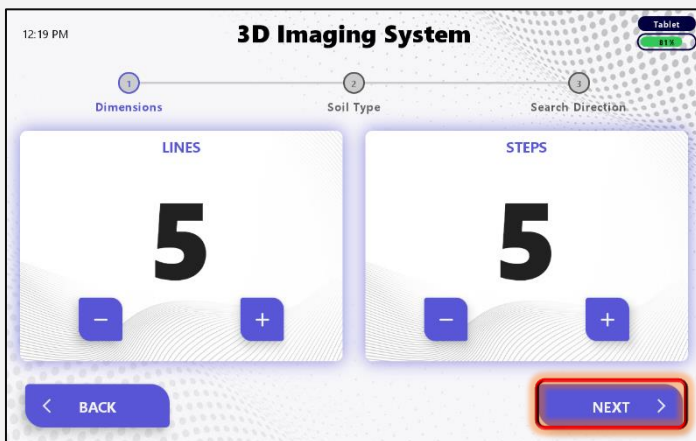 12:19 PM
3D Imaging System
Tablet
81%
1
2
3
Dimensions
Soil Type
Search Direction
LINES
STEPS
5
5
−
+
−
+
BACK
NEXT